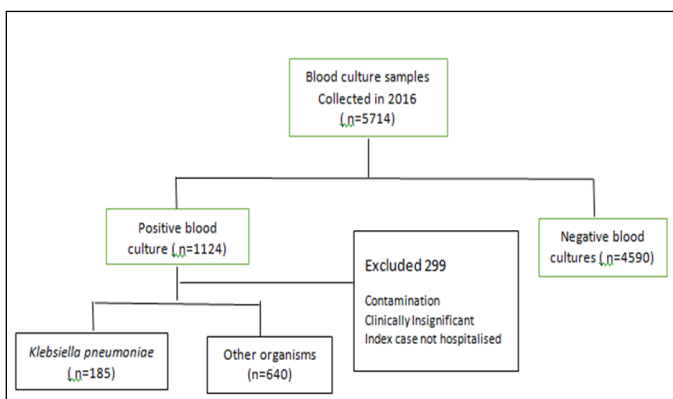 Blood culture samples
Collected in 2016
( n=5714)
Positive blood
culture ( n=1124)
Negative blood
cultures ( n=4590)
Excluded 299
Contamination
Clinically Insignificant
Index case not hospitalised
Klebsiella pneumoniae
( n=185)
Other organisms
(n=640)